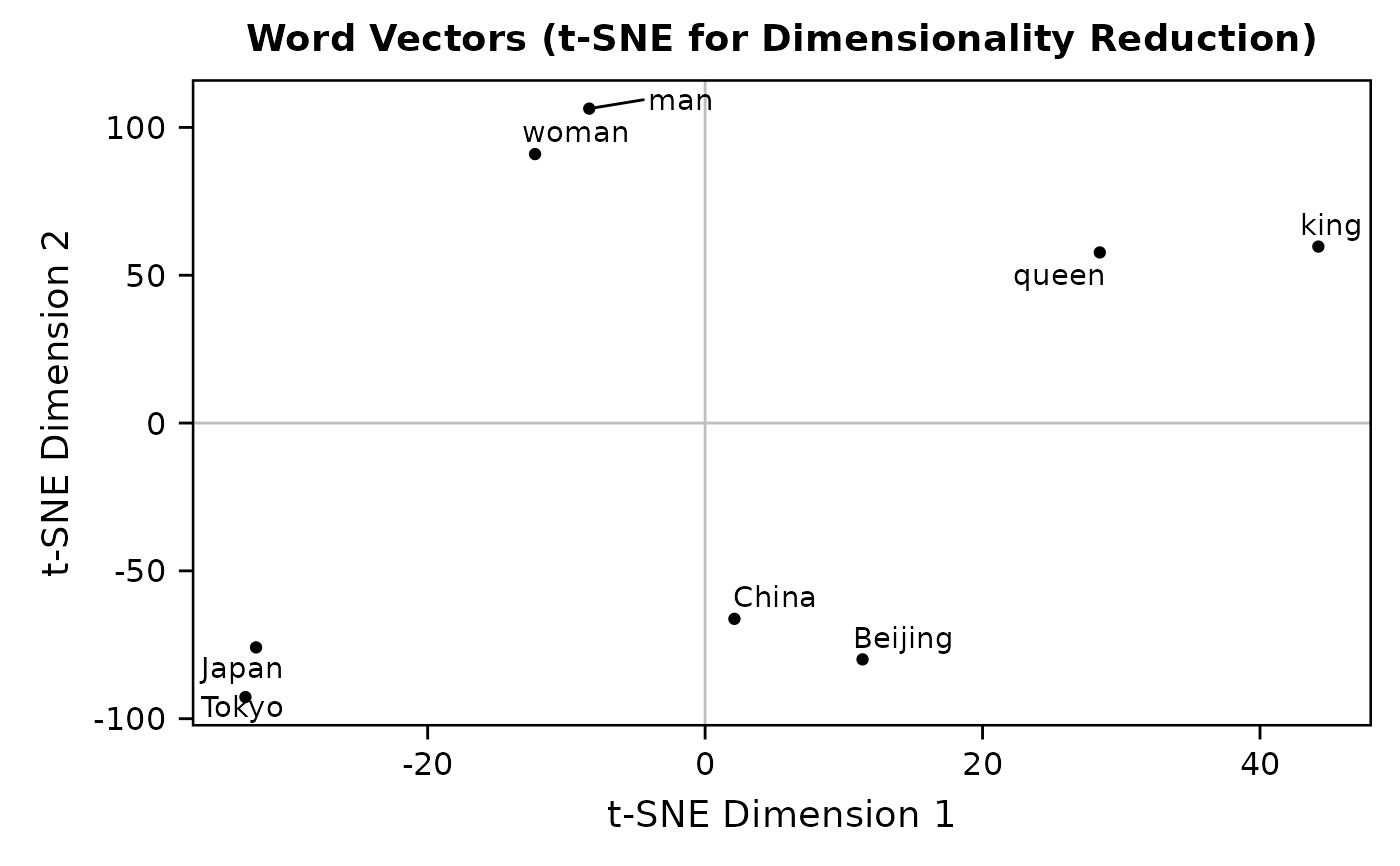 Word Vectors (t-SNE for Dimensionality Reduction)
man
100
woman
king
queen
50
t-SNE Dimension 2
0
-50
China
Beijing
Japan
Tokyo
-100
-20
0
20
40
t-SNE Dimension 1